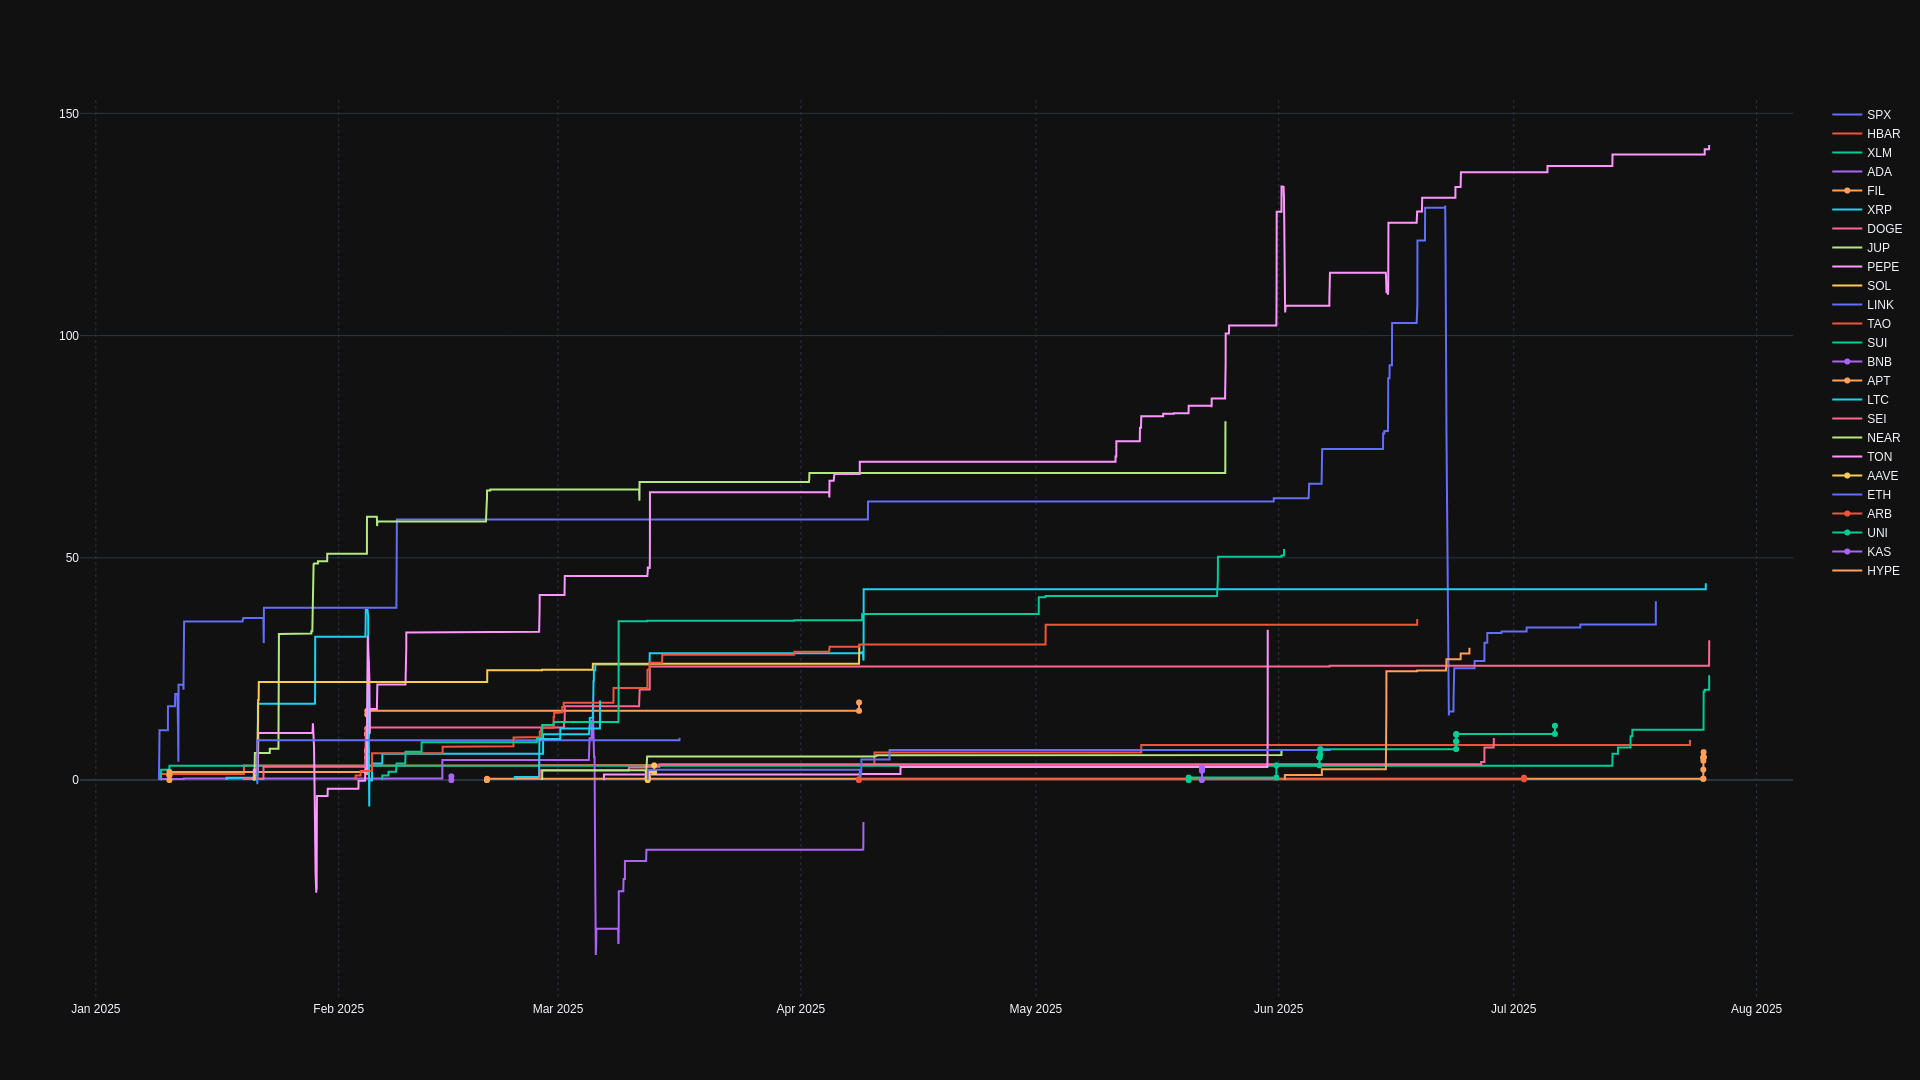 150
100
50
0
Jan 2025
Feb 2025
Mar 2025
Apr 2025
May 2025
Jun 2025
Jul 2025
Aug 2025
SPX
HBAR
XLM
ADA
FIL
XRP
DOGE
JUP
PEPE
SOL
LINK
TAO
SUI
BNB
APT
LTC
SEI
NEAR
TON
AAVE
ETH
ARB
UNI
KAS
HYPE